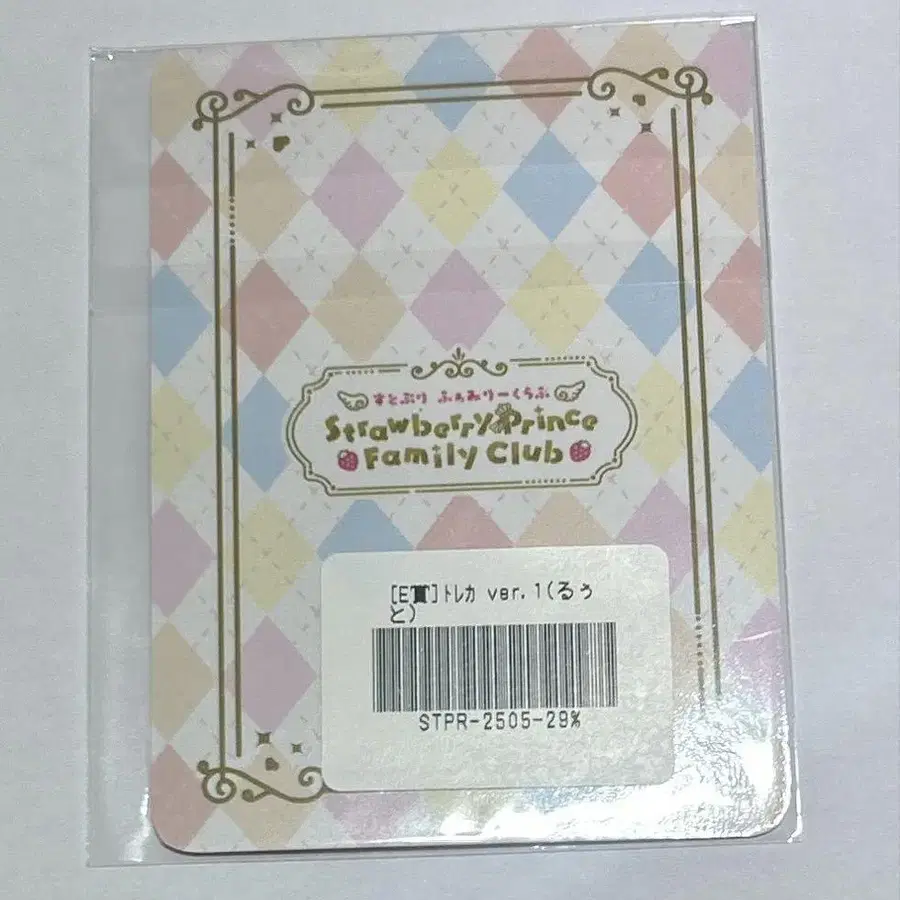 すとぷり ふぁみりーくらぶ
Strawberry Prince
Family Club
[E賞]トレカ ver.1(るぅ
と)
STPR-2505-29%